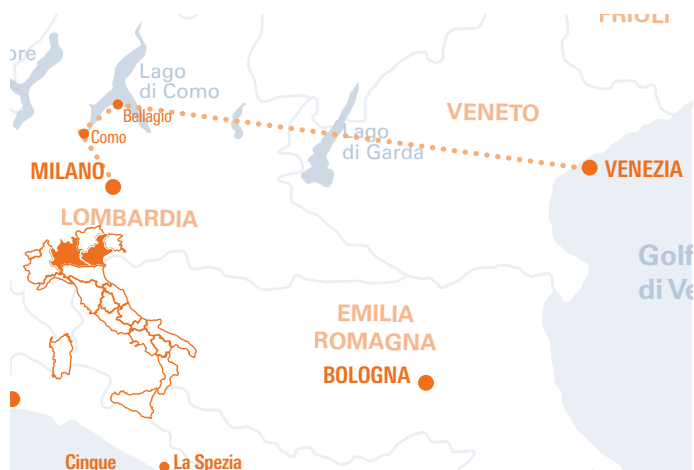 FRIULI
ore
Lago
di Como
Bellagio
VENETO
Como
Lago
di Garda
MILANO
VENEZIA
LOMBARDIA
Golf
di Ve
EMILIA
ROMAGNA
BOLOGNA
Cinque
La Spezia